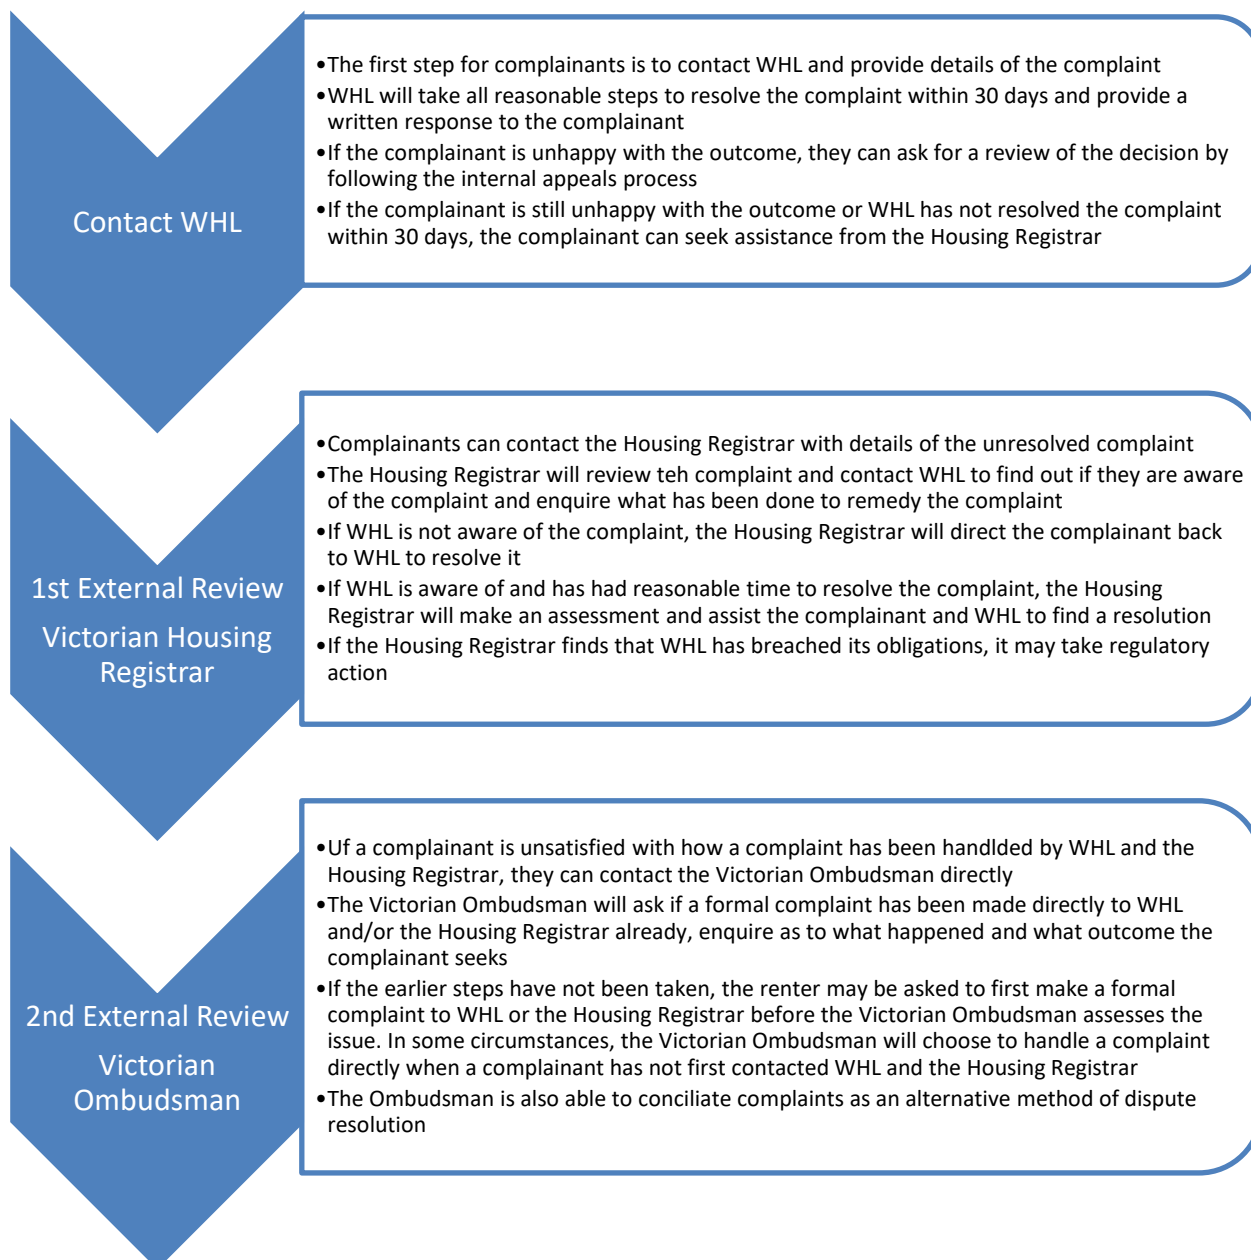 Contact WHL
•The first step for complainants is to contact WHL and provide details of the complaint
•WHL will take all reasonable steps to resolve the complaint within 30 days and provide a
written response to the complainant
•If the complainant is unhappy with the outcome, they can ask for a review of the decision by
following the internal appeals process
•If the complainant is still unhappy with the outcome or WHL has not resolved the complaint
within 30 days, the complainant can seek assistance from the Housing Registrar
1st External Review
Victorian Housing
Registrar
•Complainants can contact the Housing Registrar with details of the unresolved complaint
•The Housing Registrar will review teh complaint and contact WHL to find out if they are aware
of the complaint and enquire what has been done to remedy the complaint
•If WHL is not aware of the complaint, the Housing Registrar will direct the complainant back
to WHL to resolve it
•If WHL is aware of and has had reasonable time to resolve the complaint, the Housing
Registrar will make an assessment and assist the complainant and WHL to find a resolution
•If the Housing Registrar finds that WHL has breached its obligations, it may take regulatory
action
2nd External Review
Victorian
Ombudsman
•Uf a complainant is unsatisfied with how a complaint has been handlded by WHL and the
Housing Registrar, they can contact the Victorian Ombudsman directly
•The Victorian Ombudsman will ask if a formal complaint has been made directly to WHL
and/or the Housing Registrar already, enquire as to what happened and what outcome the
complainant seeks
•If the earlier steps have not been taken, the renter may be asked to first make a formal
complaint to WHL or the Housing Registrar before the Victorian Ombudsman assesses the
issue. In some circumstances, the Victorian Ombudsman will choose to handle a complaint
directly when a complainant has not first contacted WHL and the Housing Registrar
•The Ombudsman is also able to conciliate complaints as an alternative method of dispute
resolution